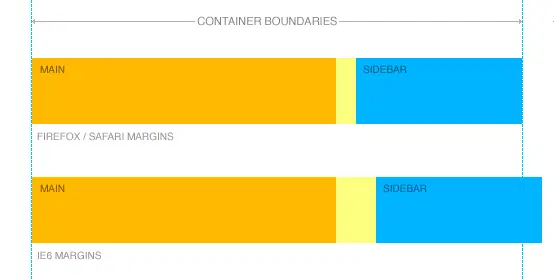 CONTAINER BOUNDARIES
MAIN
SIDEBAR
FIREFOX / SAFARI MARGINS
MAIN
SIDEBAR
IE6 MARGINS